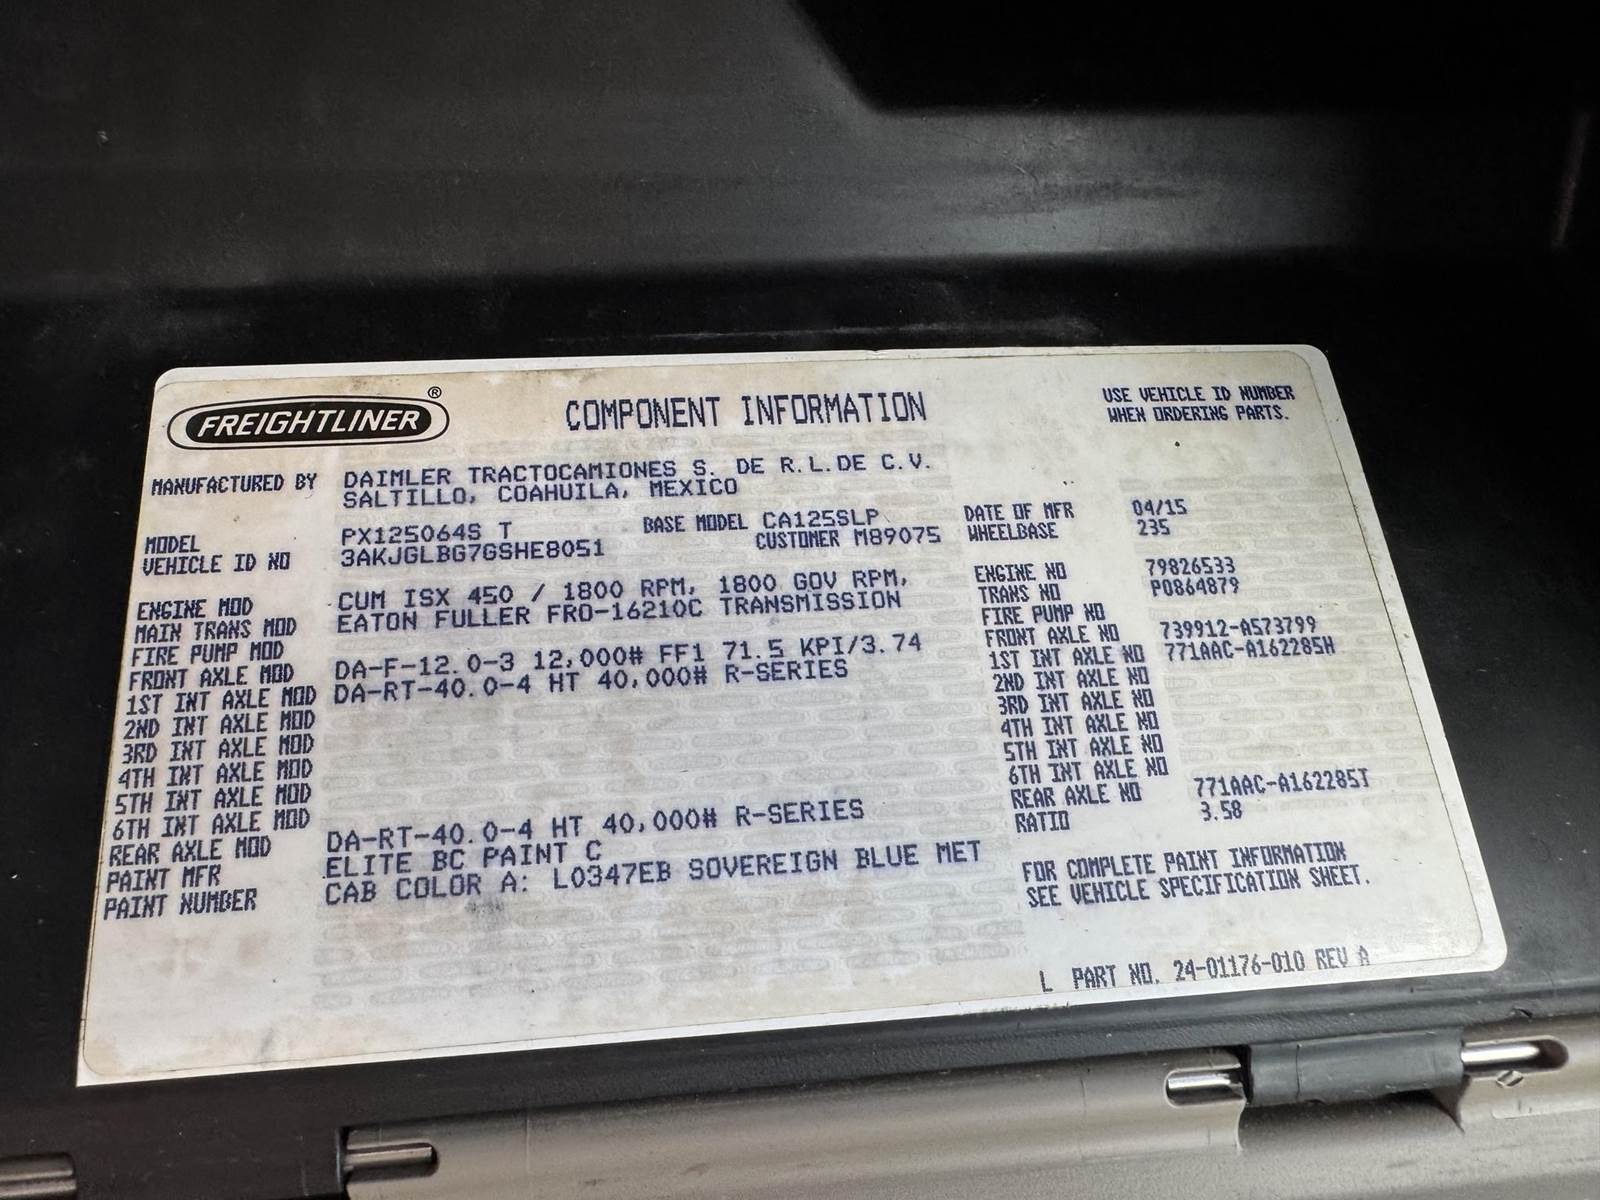 FREIGHTLINER®
COMPONENT INFORMATION
USE VEHICLE ID NUMBER
WHEN ORDERING PARTS.
MANUFACTURED BY DAIMLER TRACTOCAMIONES S. DE R.L.DE C.V.
SALTILLO, COAHUILA, MEXICO
MODEL PX125064S T BASE MODEL CA125SLP DATE OF MFR 04/15
VEHICLE ID NO 3AKJGLBG7GSHE8051 CUSTOMER M89075 WHEELBASE 235
ENGINE MOD CUM ISX 450 / 1800 RPM, 1800 GOV RPM, ENGINE NO 79826533
MAIN TRANS MOD EATON FULLER FRO-16210C TRANSMISSION TRANS NO P0864879
FIRE PUMP MOD FIRE PUMP NO
FRONT AXLE MOD DA-F-12.0-3 12,000# FF1 71.5 KPI/3.74 FRONT AXLE NO 739912-A573799
1ST INT AXLE MOD DA-RT-40.0-4 HT 40,000# R-SERIES 1ST INT AXLE NO 771AAC-A162285H
2ND INT AXLE MOD 2ND INT AXLE NO
3RD INT AXLE MOD 3RD INT AXLE NO
4TH INT AXLE MOD 4TH INT AXLE NO
5TH INT AXLE MOD 5TH INT AXLE NO
6TH INT AXLE MOD 6TH INT AXLE NO
REAR AXLE MOD DA-RT-40.0-4 HT 40,000# R-SERIES REAR AXLE NO 771AAC-A162285T
PAINT MFR ELITE BC PAINT C RATIO 3.58
PAINT NUMBER CAB COLOR A: L0347EB SOVEREIGN BLUE MET
FOR COMPLETE PAINT INFORMATION
SEE VEHICLE SPECIFICATION SHEET.
L PART NO. 24-01176-010 REV A